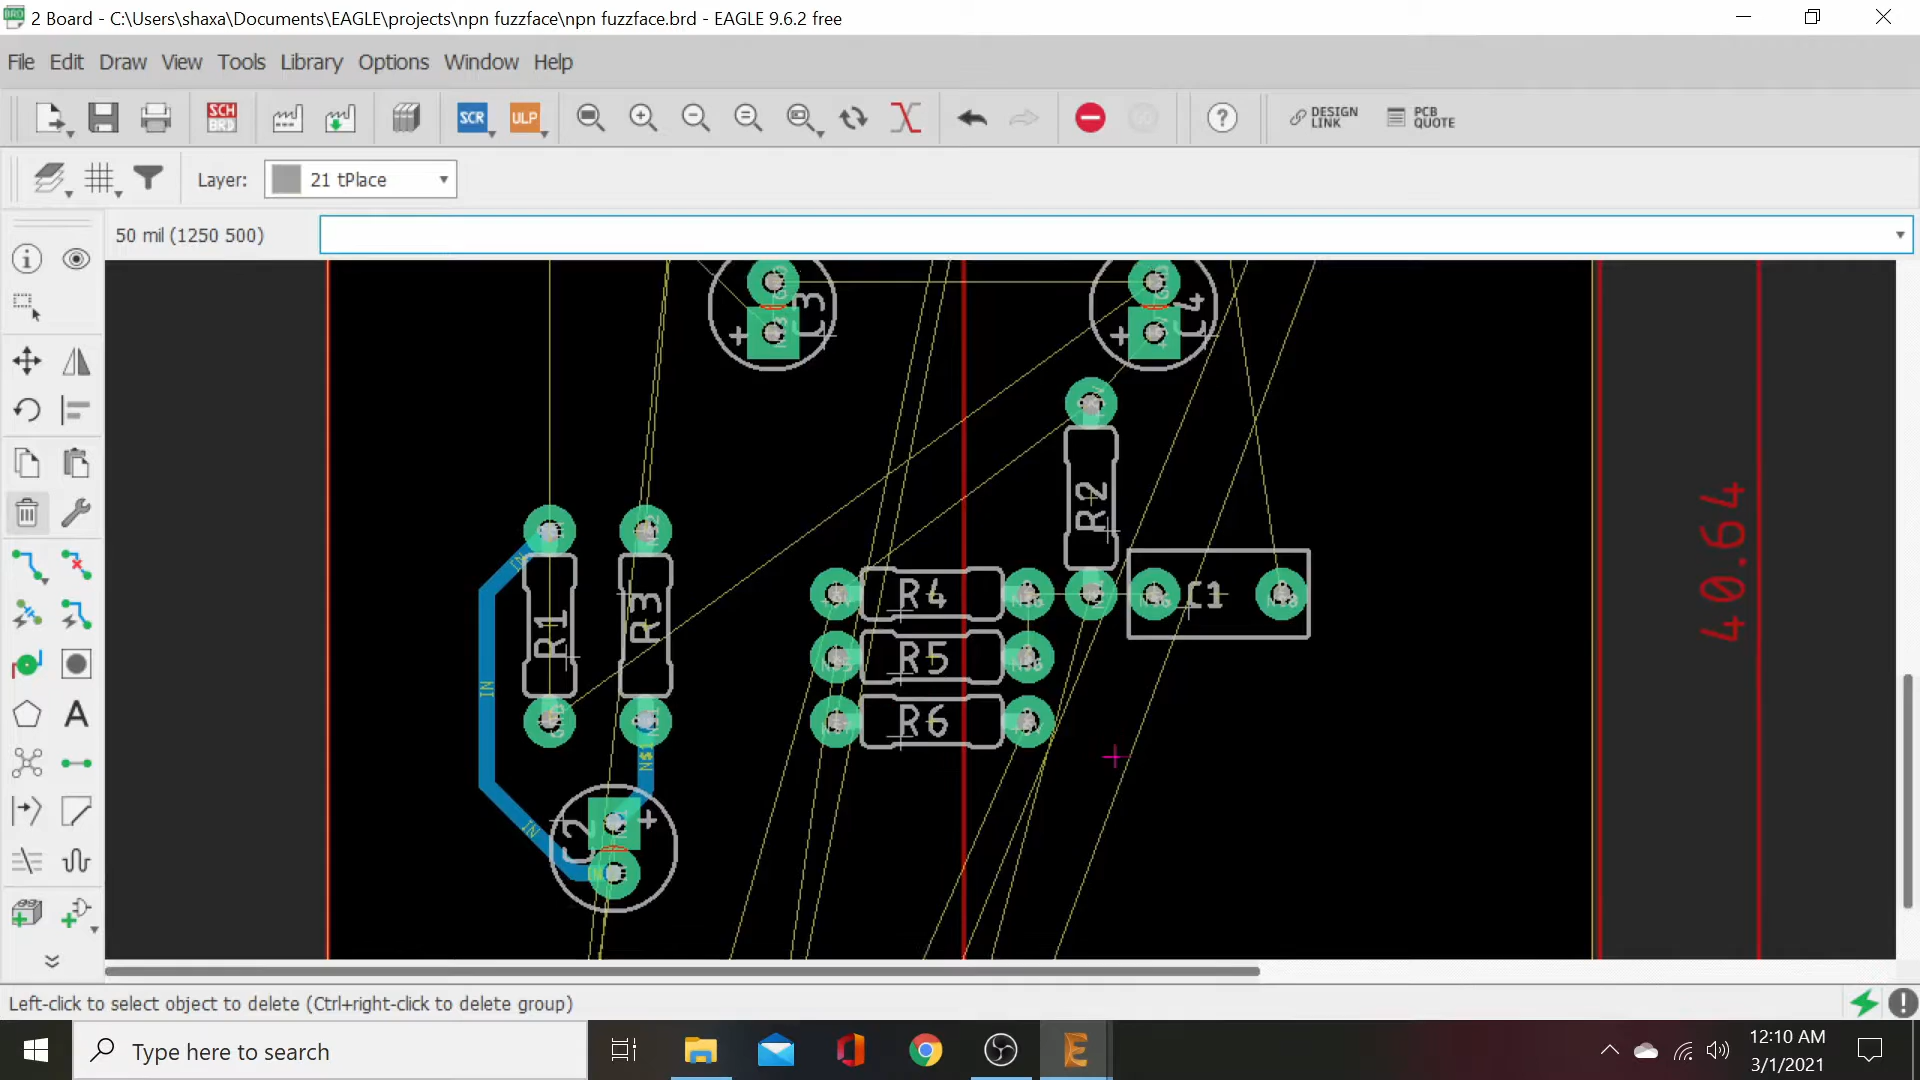 2 Board - C:\Users\shaxa\Documents\EAGLE\projects\npn fuzzface\npn fuzzface.brd - EAGLE 9.6.2 free
File Edit Draw View Tools Library Options Window Help
SCH BRD SCR ULP DESIGN LINK PCB QUOTE
Layer: 21 tPlace
50 mil (1250 500)
C3
C4
R2
40.64
R1
R3
R4
C1
R5
R6
IN
IN
IN
N$1
C2
Left-click to select object to delete (Ctrl+right-click to delete group)
Type here to search
12:10 AM
3/1/2021